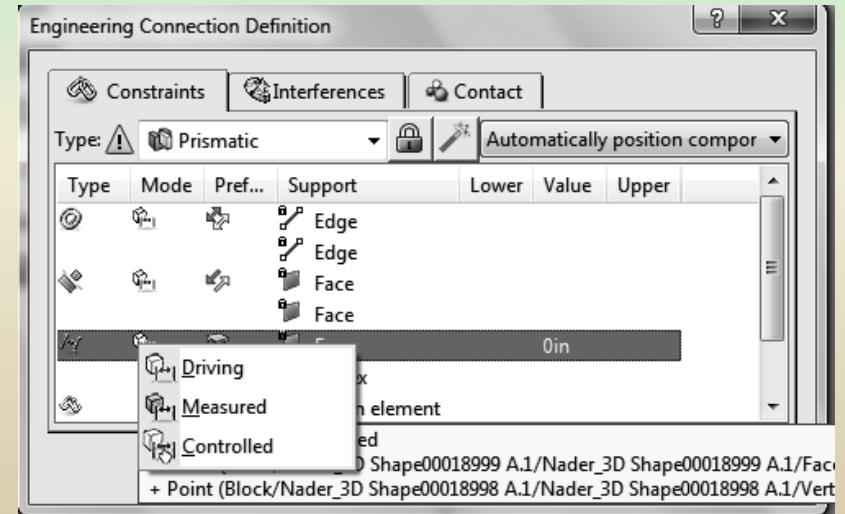 Engineering Connection Definition
Constraints Interferences Contact
Type: Prismatic Automatically position compor
Type Mode Pref... Support Lower Value Upper
Edge
Edge
Face
Face
0in
Driving
x
Measured
element
Controlled
ed
3D Shape00018999 A.1/Nader_3D Shape00018999 A.1/Fac
+ Point (Block/Nader_3D Shape00018998 A.1/Nader_3D Shape00018998 A.1/Vert